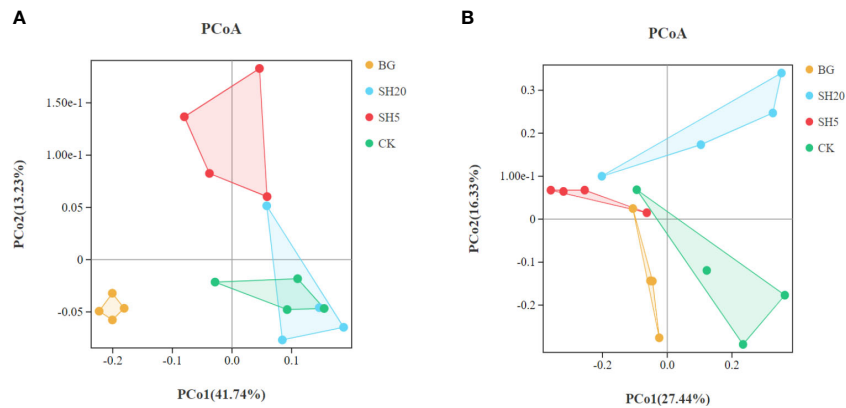 A
PCoA
BG
SH20
SH5
CK
1.50e-1
1.00e-1
0.05
0
-0.05
-0.2
-0.1
0.0
0.1
PCo2(13.23%)
PCo1(41.74%)
B
PCoA
BG
SH20
SH5
CK
0.3
0.2
1.00e-1
0
-0.1
-0.2
-0.2
0.0
0.2
PCo2(16.33%)
PCo1(27.44%)